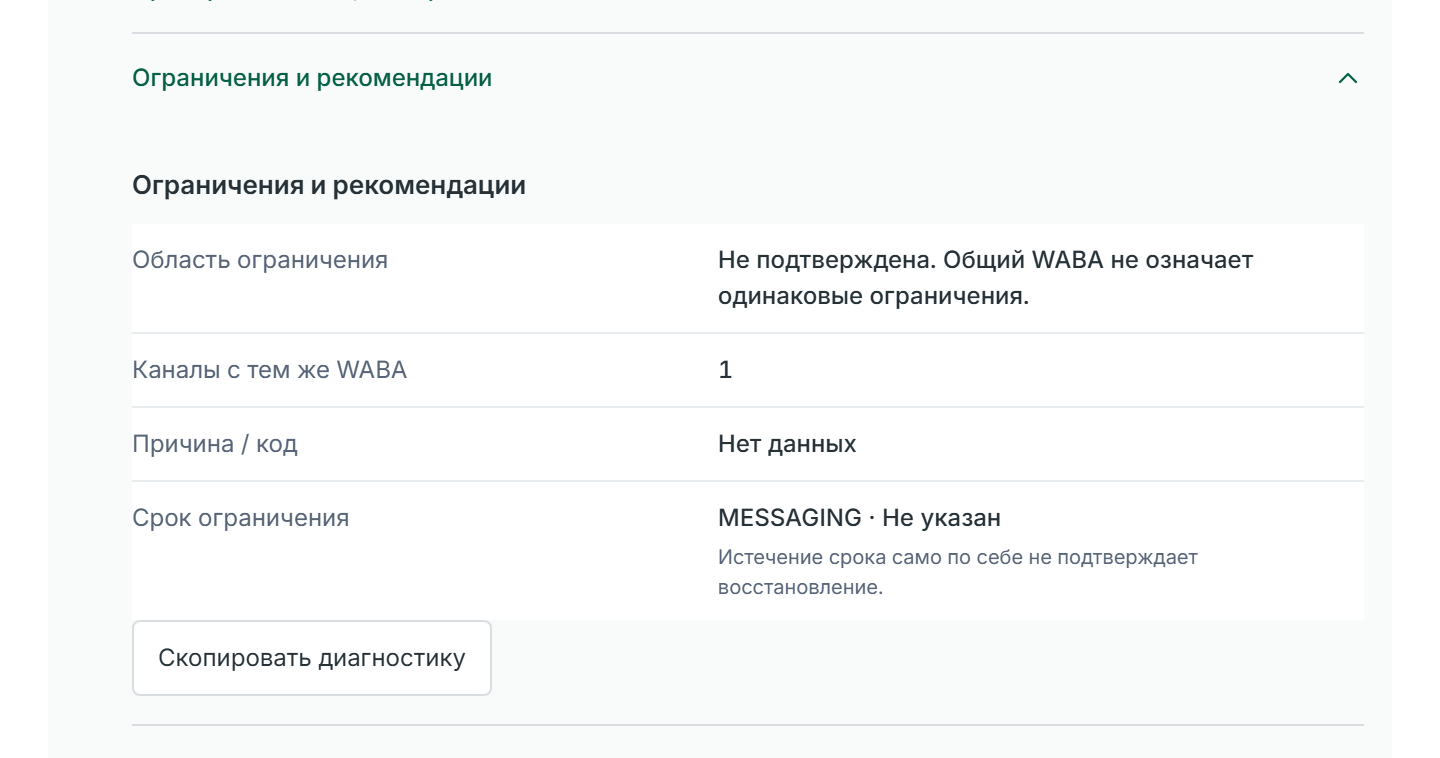 Ограничения и рекомендации
Ограничения и рекомендации
Область ограничения
Не подтверждена. Общий WABA не означает
одинаковые ограничения.
Каналы с тем же WABA
1
Причина / код
Нет данных
Срок ограничения
MESSAGING · Не указан
Истечение срока само по себе не подтверждает
восстановление.
Скопировать диагностику